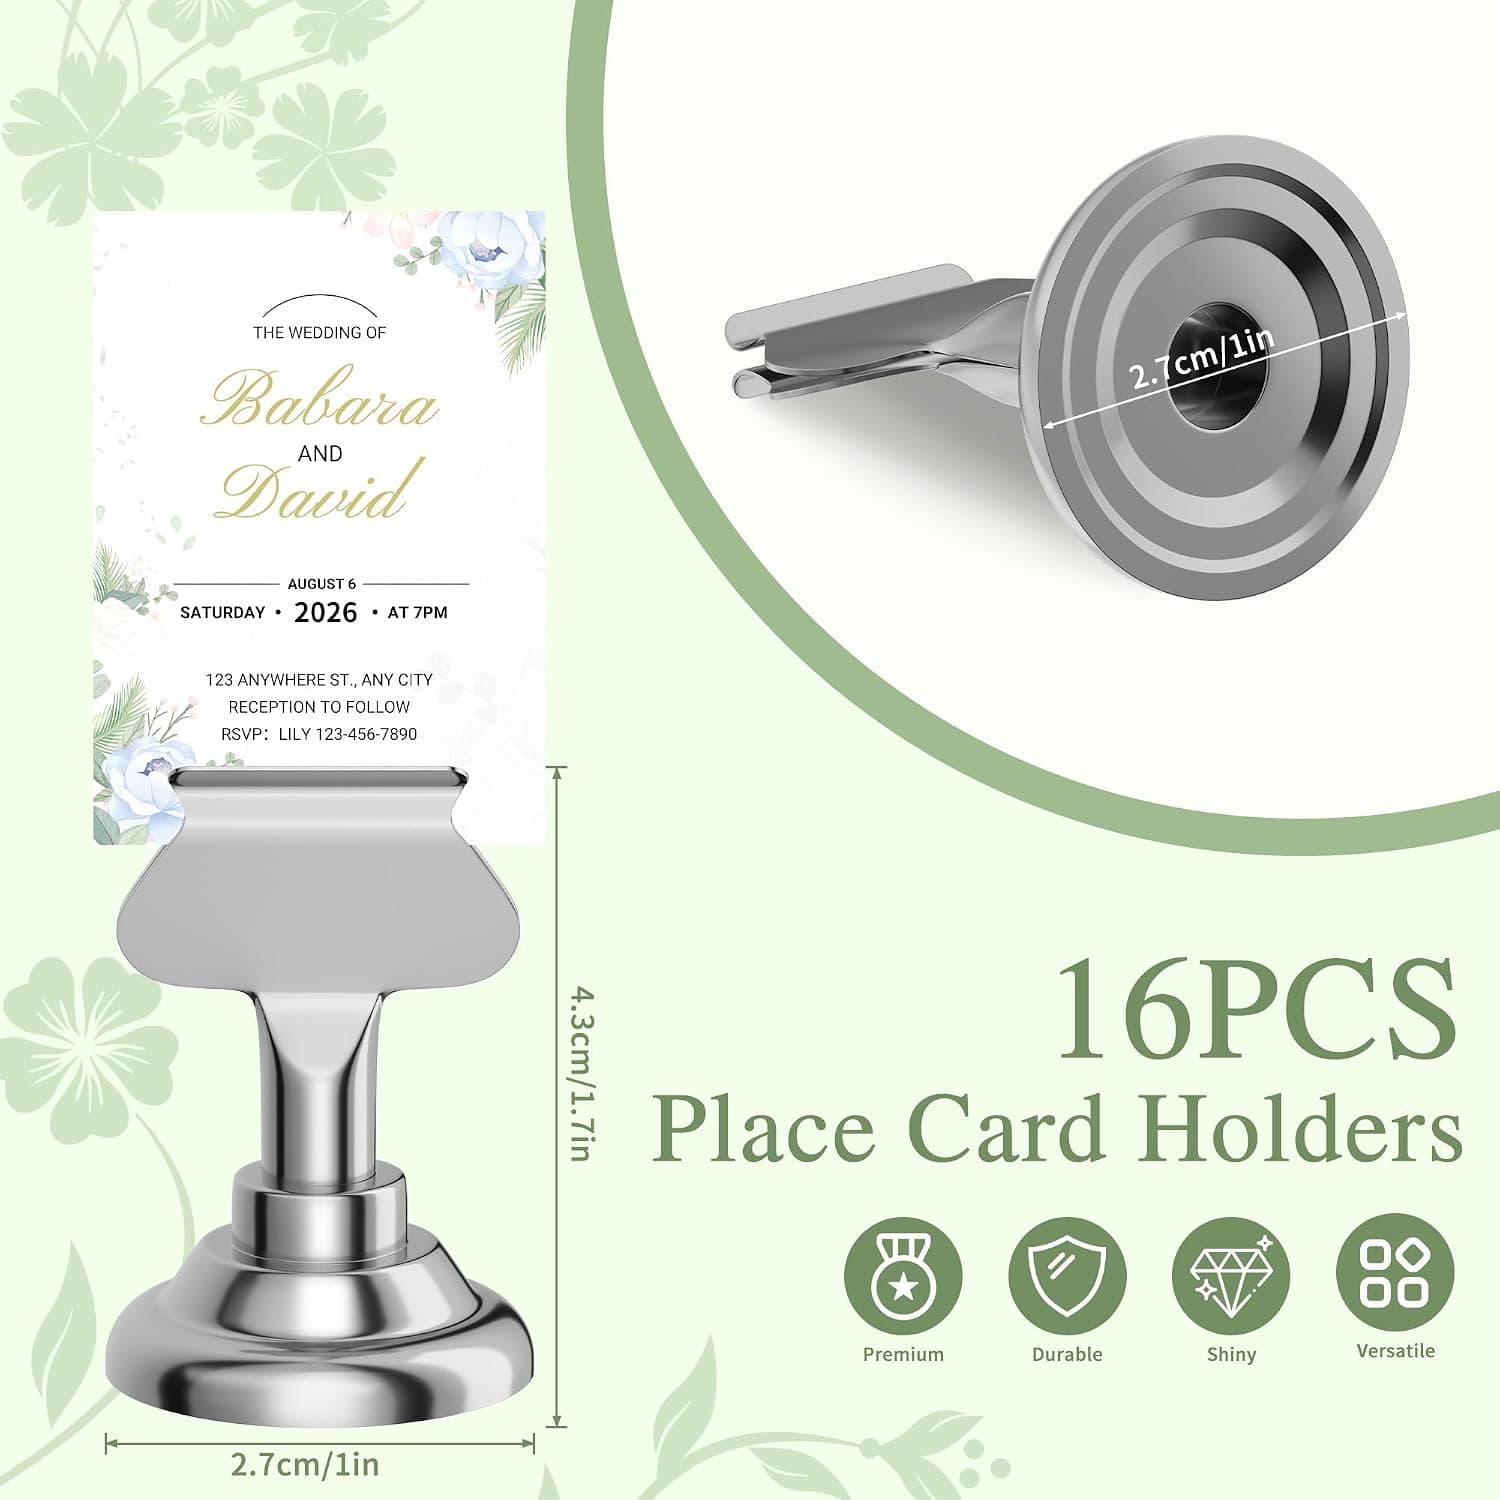 THE WEDDING OF
Babara
AND
David
AUGUST 6
SATURDAY • 2026 • AT 7PM
123 ANYWHERE ST., ANY CITY
RECEPTION TO FOLLOW
RSVP: LILY 123-456-7890
4.3cm/1.7in
2.7cm/1in
2.7cm/1in
16PCS
Place Card Holders
Premium
Durable
Shiny
Versatile